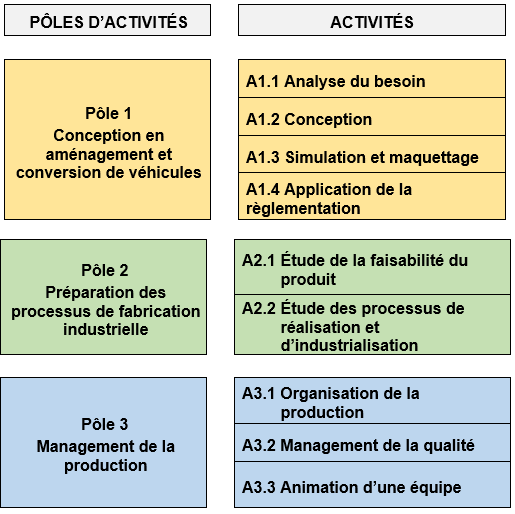 PÔLES D’ACTIVITÉS
ACTIVITÉS
Pôle 1
Conception en
aménagement et
conversion de véhicules
A1.1 Analyse du besoin
A1.2 Conception
A1.3 Simulation et maquettage
A1.4 Application de la
règlementation
Pôle 2
Préparation des
processus de fabrication
industrielle
A2.1 Étude de la faisabilité du
produit
A2.2 Étude des processus de
réalisation et
d’industrialisation
Pôle 3
Management de la
production
A3.1 Organisation de la
production
A3.2 Management de la qualité
A3.3 Animation d’une équipe